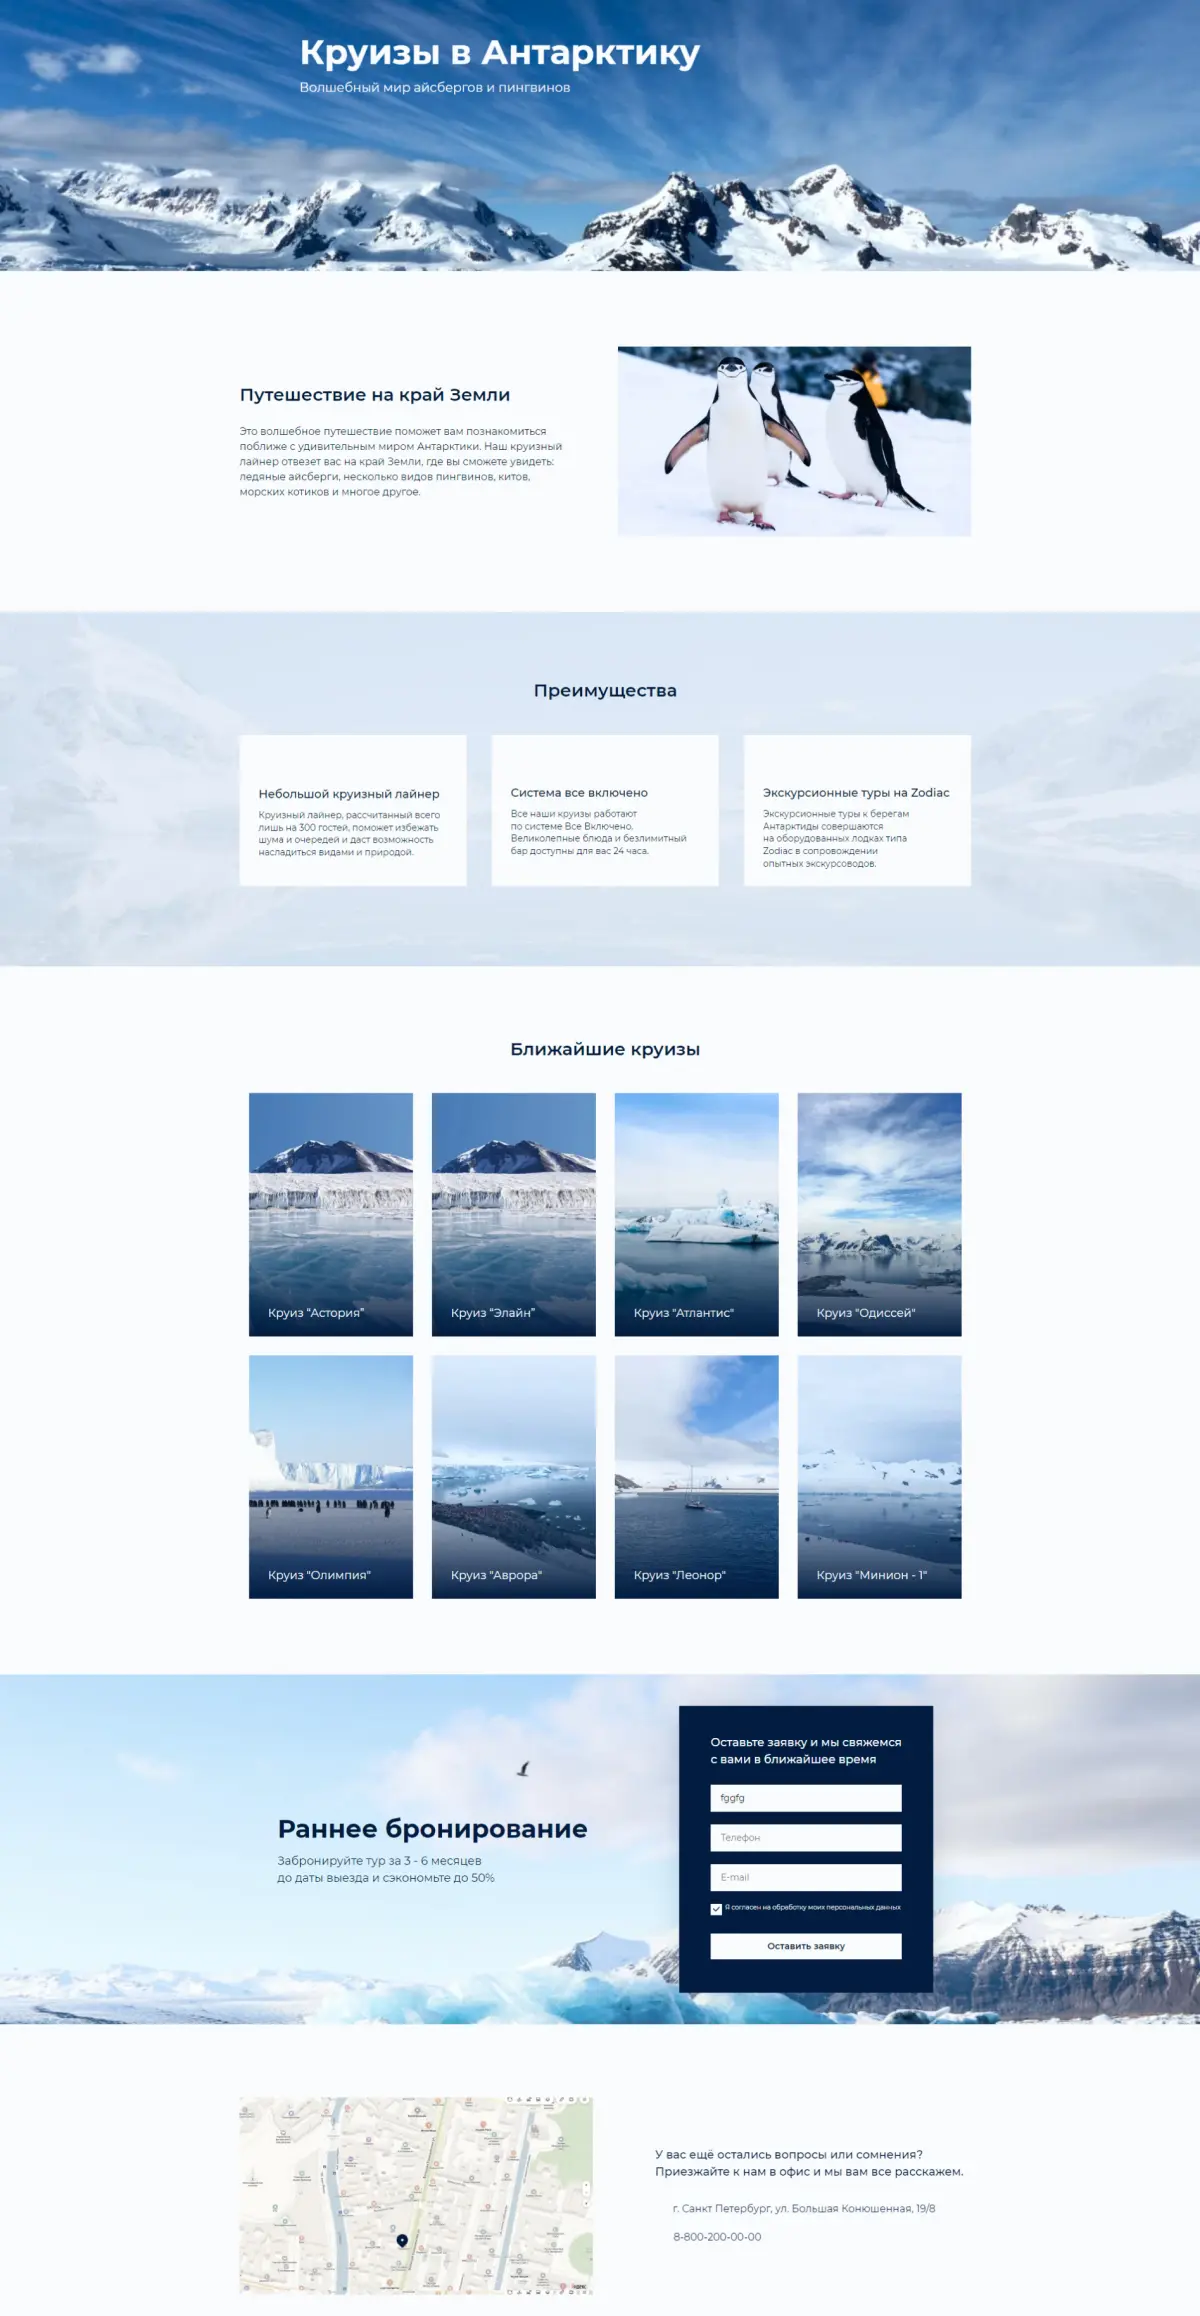 Круизы в Антарктику
Волшебный мир айсбергов и пингвинов
Путешествие на край Земли
Это волшебное путешествие поможет вам познакомиться
поближе с удивительным миром Антарктики. Наш круизный
лайнер отвезет вас на край Земли, где вы сможете увидеть:
ледяные айсберги, несколько видов пингвинов, китов,
морских котиков и многое другое.
Преимущества
Небольшой круизный лайнер
Круизный лайнер, рассчитанный всего
лишь на 300 гостей, поможет избежать
шума и очередей и даст возможность
насладиться видами и природой.
Система все включено
Все наши круизы работают
по системе Все Включено.
Великолепные блюда и безлимитный
бар доступны для вас 24 часа.
Экскурсионные туры на Zodiac
Экскурсионные туры к берегам
Антарктиды совершаются
на оборудованных лодках типа
Zodiac в сопровождении
опытных экскурсоводов.
Ближайшие круизы
Круиз "Астория"
Круиз "Элайн"
Круиз "Атлантис"
Круиз "Одиссей"
Круиз "Олимпия"
Круиз "Аврора"
Круиз "Леонор"
Круиз "Минион - 1"
Раннее бронирование
Забронируйте тур за 3 - 6 месяцев
до даты выезда и сэкономьте до 50%
Оставьте заявку и мы свяжемся
с вами в ближайшее время
fggfg
Телефон
E-mail
Я согласен на обработку моих персональных данных
Оставить заявку
У вас ещё остались вопросы или сомнения?
Приезжайте к нам в офис и мы вам все расскажем.
г. Санкт Петербург, ул. Большая Конюшенная, 19/8
8-800-200-00-00